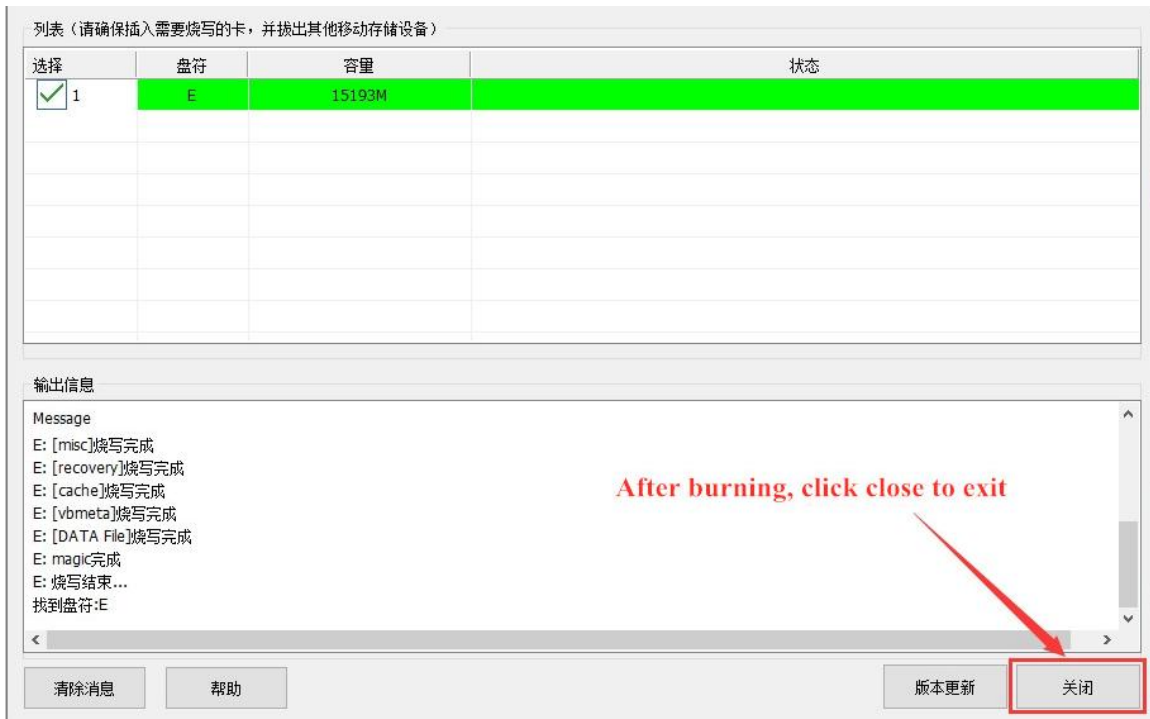 列表（请确保插入需要烧写的卡，并拔出其他移动存储设备）
选择 盘符 容量 状态
1 E 15193M
输出信息
Message
E: [misc]烧写完成
E: [recovery]烧写完成
E: [cache]烧写完成
E: [vbmeta]烧写完成
E: [DATA File]烧写完成
E: magic完成
E: 烧写结束...
找到盘符:E
After burning, click close to exit
清除消息 帮助 版本更新 关闭